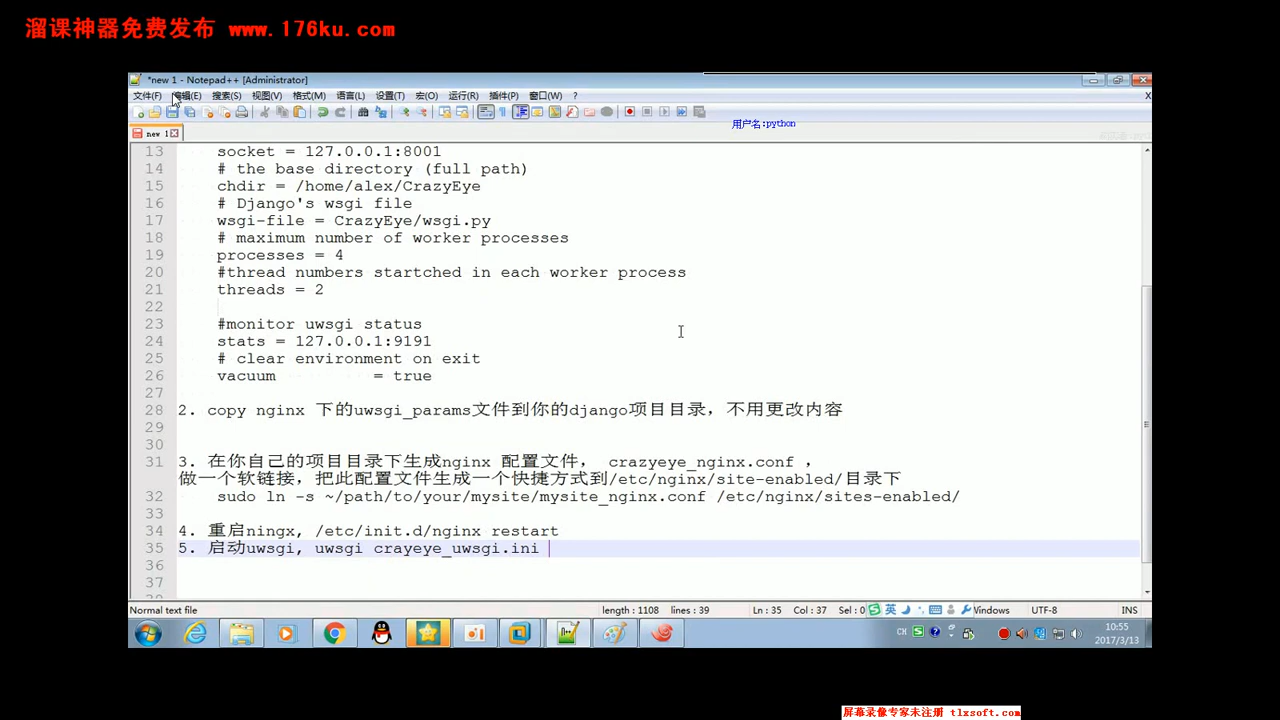 溜课神器免费发布 www.176ku.com
*new 1 - Notepad++ [Administrator]
文件(F) 编辑(E) 搜索(S) 视图(V) 格式(M) 语言(L) 设置(T) 宏(O) 运行(R) 插件(P) 窗口(W) ? X
用户名:python
new 1
13 socket = 127.0.0.1:8001
14 # the base directory (full path)
15 chdir = /home/alex/CrazyEye
16 # Django's wsgi file
17 wsgi-file = CrazyEye/wsgi.py
18 # maximum number of worker processes
19 processes = 4
20 #thread numbers startched in each worker process
21 threads = 2
22
23 #monitor uwsgi status
24 stats = 127.0.0.1:9191
25 # clear environment on exit
26 vacuum = true
27
28 2. copy nginx 下的uwsgi_params文件到你的django项目目录，不用更改内容
29
30
31 3. 在你自己的项目目录下生成nginx 配置文件， crazyeye_nginx.conf ，
做一个软链接，把此配置文件生成一个快捷方式到/etc/nginx/site-enabled/目录下
32 sudo ln -s ~/path/to/your/mysite/mysite_nginx.conf /etc/nginx/sites-enabled/
33
34 4. 重启ningx, /etc/init.d/nginx restart
35 5. 启动uwsgi, uwsgi crayeye_uwsgi.ini
36
37
Normal text file length : 1108 lines : 39 Ln : 35 Col : 37 Sel : 0 英 Windows UTF-8 INS
CH 10:55
2017/3/13
屏幕录像专家未注册 tlxsoft.com